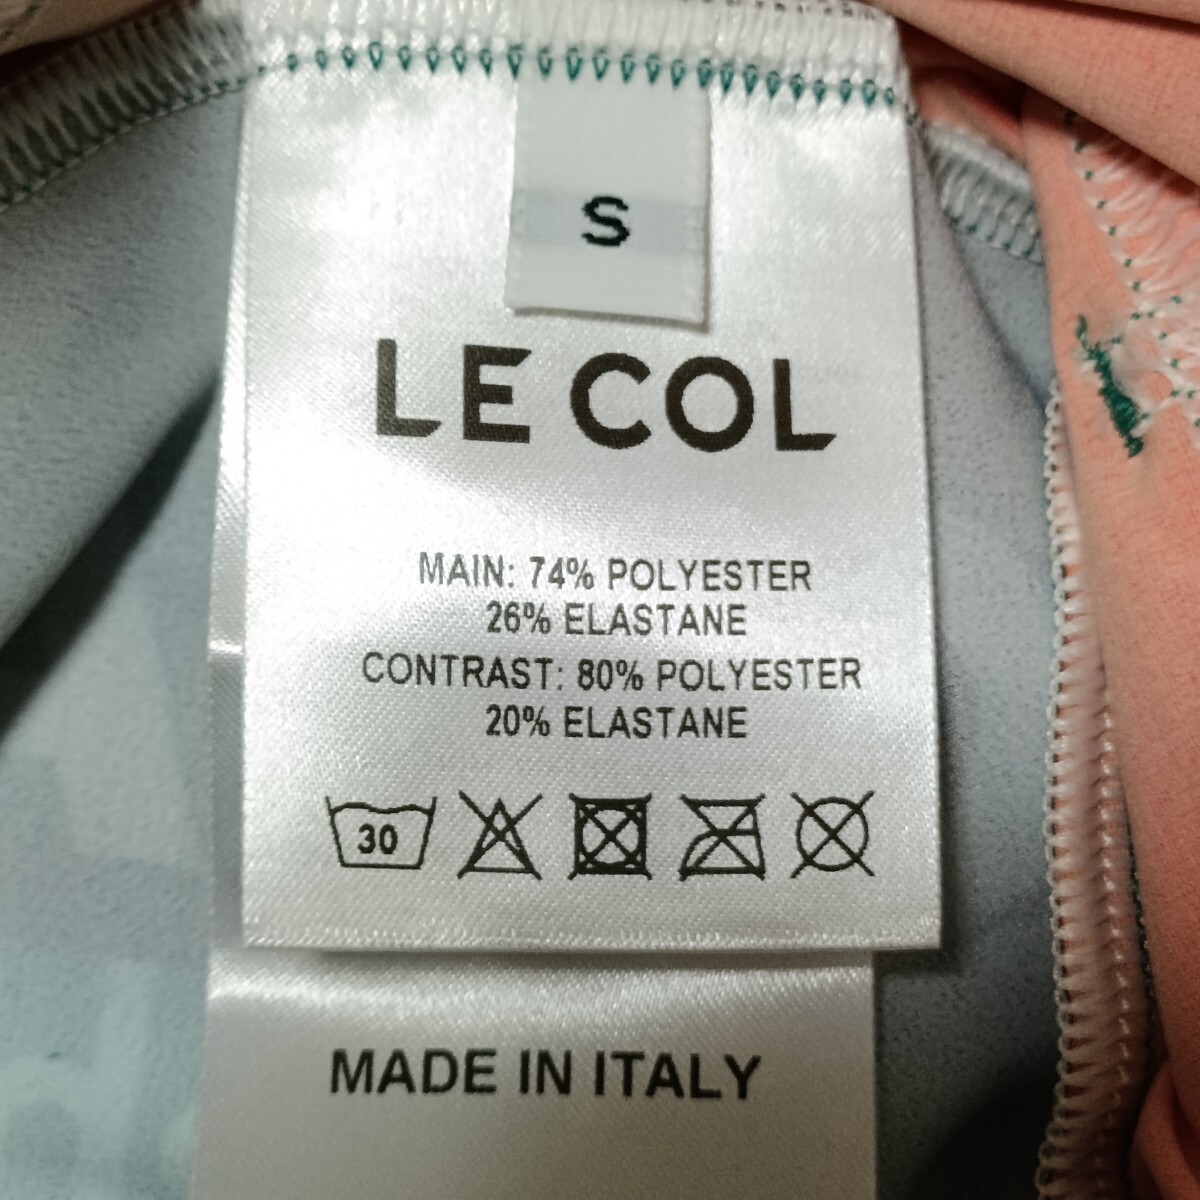 S
LE COL
MAIN: 74% POLYESTER
26% ELASTANE
CONTRAST: 80% POLYESTER
20% ELASTANE
30
MADE IN ITALY